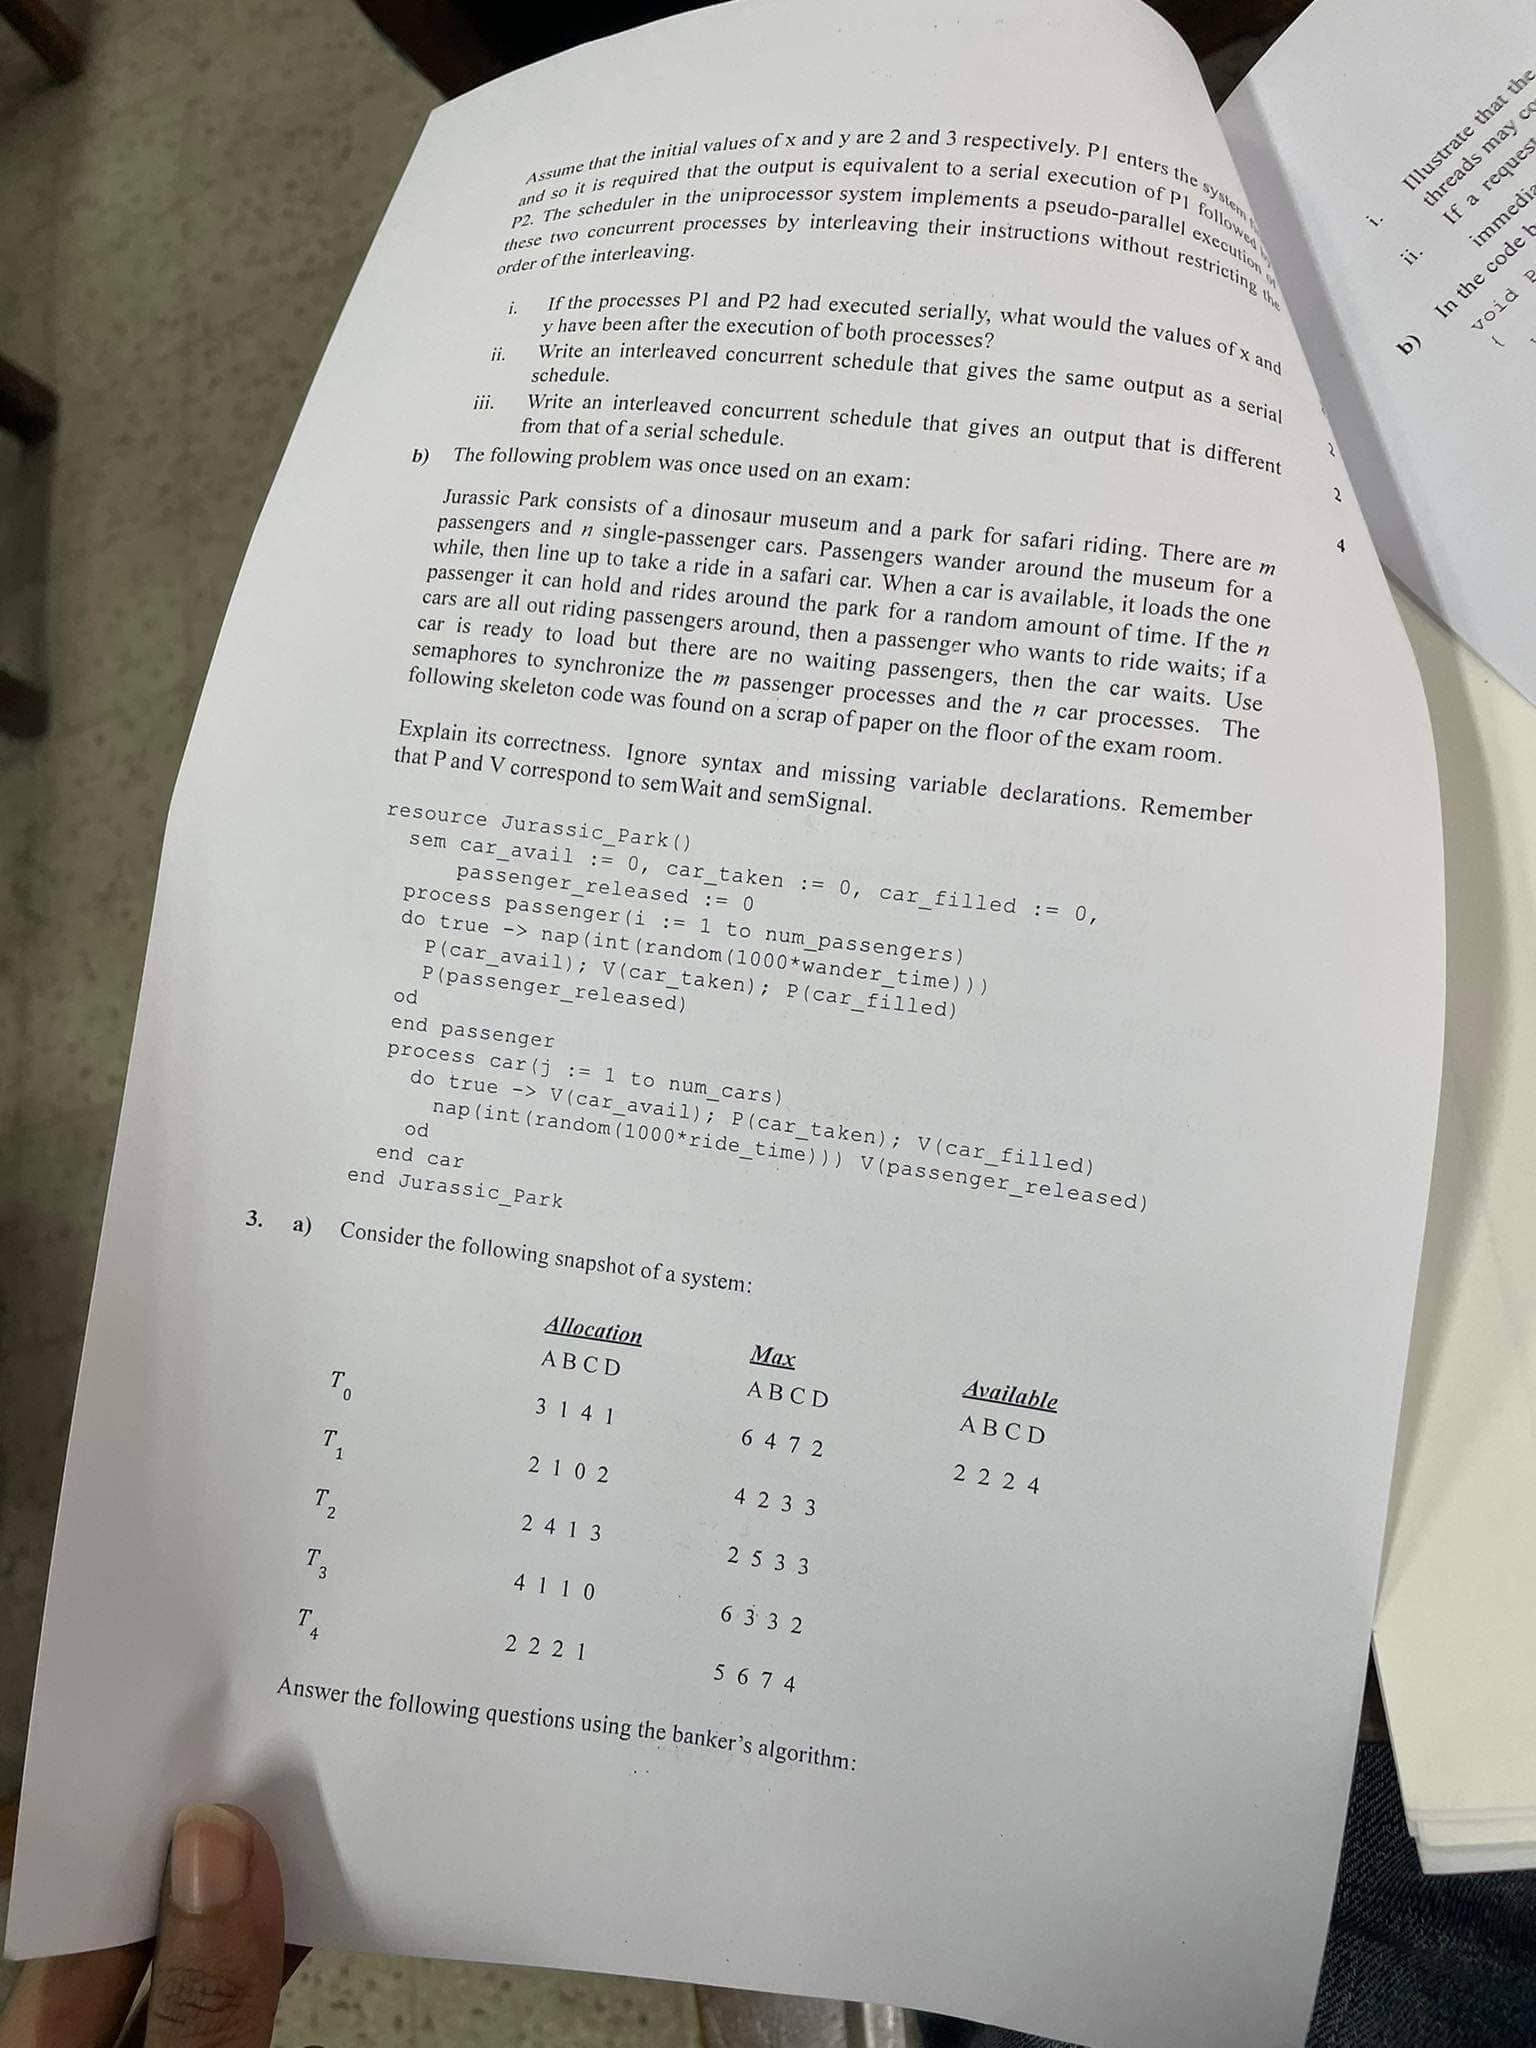 Assume that the initial values of x and y are 2 and 3 respectively. P1 enters the system
and so it is required that the output is equivalent to a serial execution of P1 followed
P2. The scheduler in the uniprocessor system implements a pseudo-parallel execution of
these two concurrent processes by interleaving their instructions without restricting the
order of the interleaving.
i. If the processes P1 and P2 had executed serially, what would the values of x and
y have been after the execution of both processes?
ii. Write an interleaved concurrent schedule that gives the same output as a serial
schedule.
2
iii. Write an interleaved concurrent schedule that gives an output that is different
from that of a serial schedule.
2
b) The following problem was once used on an exam:
4
Jurassic Park consists of a dinosaur museum and a park for safari riding. There are m
passengers and n single-passenger cars. Passengers wander around the museum for a
while, then line up to take a ride in a safari car. When a car is available, it loads the one
passenger it can hold and rides around the park for a random amount of time. If the n
cars are all out riding passengers around, then a passenger who wants to ride waits; if a
car is ready to load but there are no waiting passengers, then the car waits. Use
semaphores to synchronize the m passenger processes and the n car processes. The
following skeleton code was found on a scrap of paper on the floor of the exam room.
Explain its correctness. Ignore syntax and missing variable declarations. Remember
that P and V correspond to semWait and semSignal.
resource Jurassic_Park()
sem car_avail := 0, car_taken := 0, car_filled := 0,
passenger_released := 0
process passenger(i := 1 to num_passengers)
do true -> nap(int(random(1000*wander_time)))
P(car_avail); V(car_taken); P(car_filled)
P(passenger_released)
od
end passenger
process car(j := 1 to num_cars)
do true -> V(car_avail); P(car_taken); V(car_filled)
nap(int(random(1000*ride_time))) V(passenger_released)
od
end car
end Jurassic_Park
3. a) Consider the following snapshot of a system:
Allocation Max Available
A B C D A B C D A B C D
T0 3 1 4 1 6 4 7 2 2 2 2 4
T1 2 1 0 2 4 2 3 3
T2 2 4 1 3 2 5 3 3
T3 4 1 1 0 6 3 3 2
T4 2 2 2 1 5 6 7 4
Answer the following questions using the banker's algorithm:
i. Illustrate that the
threads may
ii. If a
b) In the code
void
{